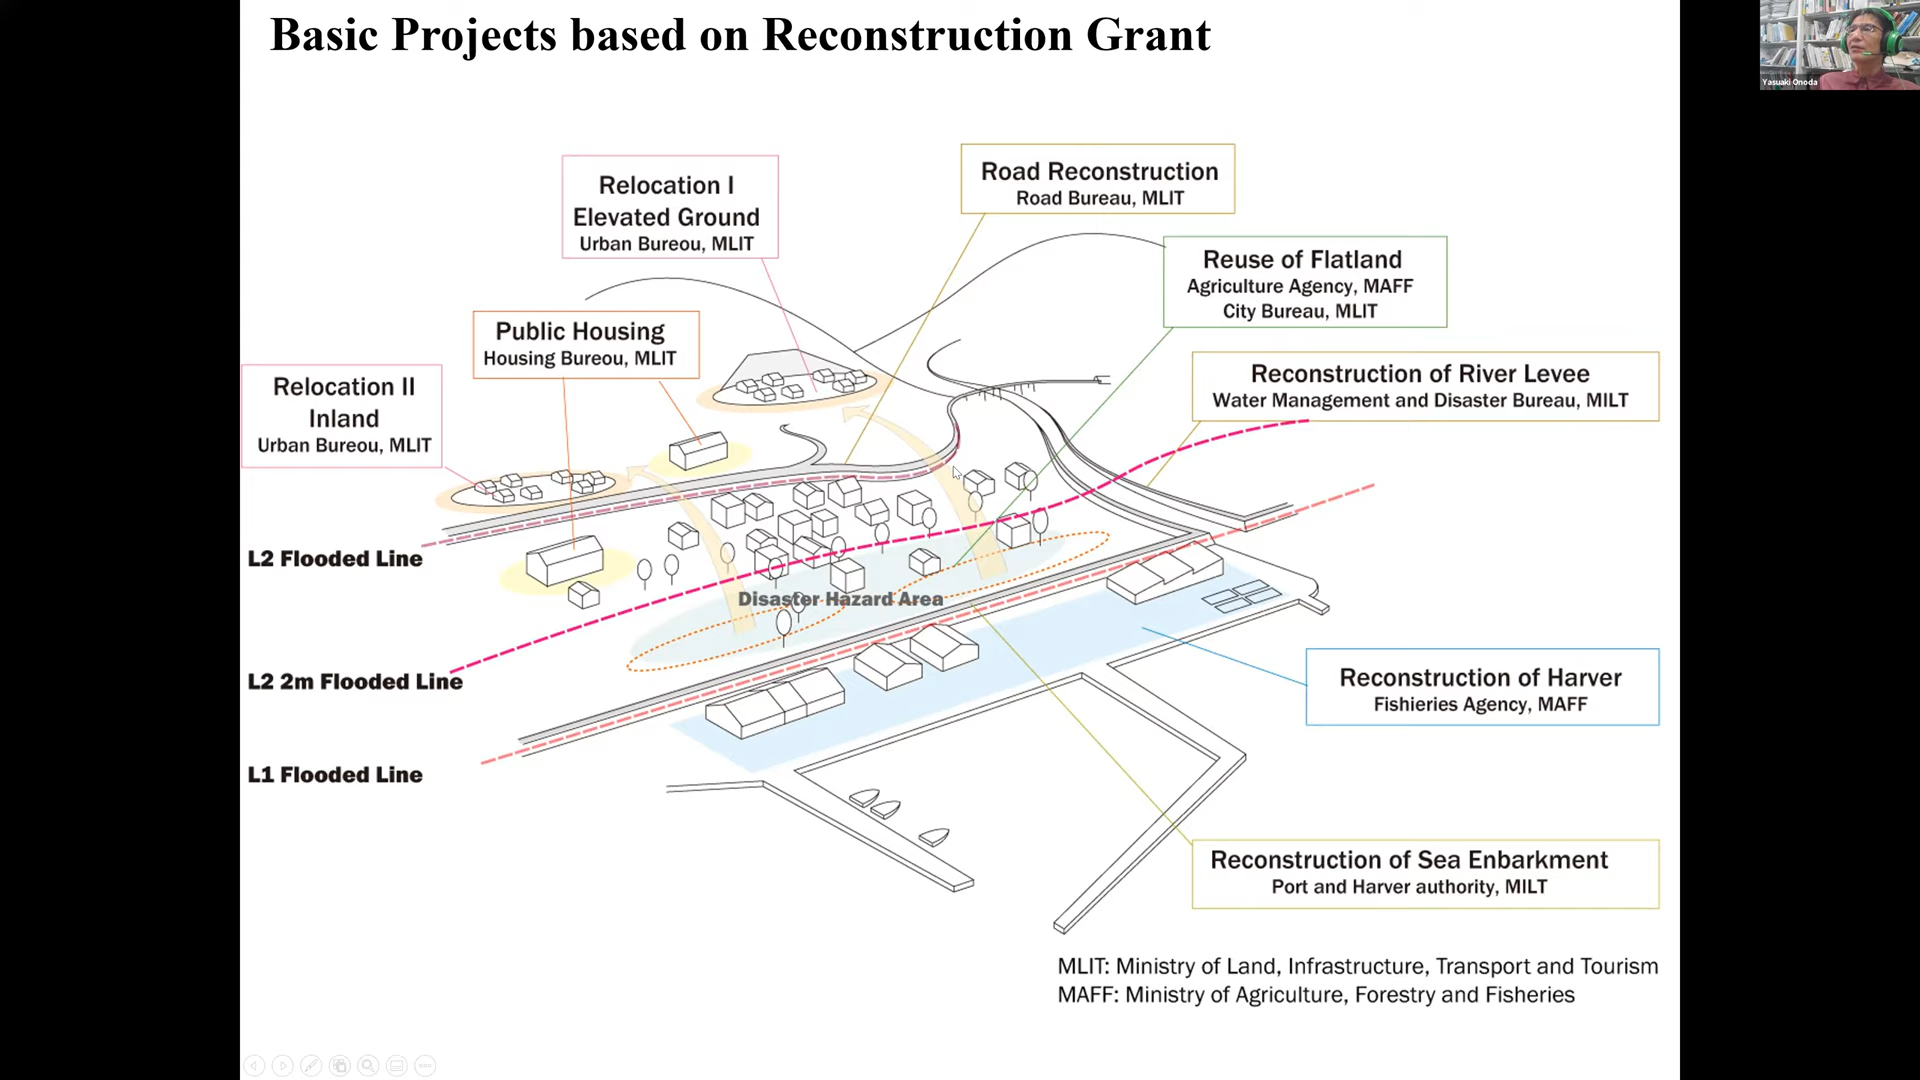 Basic Projects based on Reconstruction Grant
Yasuaki Onoda
Relocation I
Elevated Ground
Urban Bureou, MLIT
Road Reconstruction
Road Bureau, MLIT
Reuse of Flatland
Agriculture Agency, MAFF
City Bureau, MLIT
Public Housing
Housing Bureou, MLIT
Relocation II
Inland
Urban Bureou, MLIT
Reconstruction of River Levee
Water Management and Disaster Bureau, MILT
L2 Flooded Line
Disaster Hazard Area
L2 2m Flooded Line
Reconstruction of Harver
Fishieries Agency, MAFF
L1 Flooded Line
Reconstruction of Sea Enbarkment
Port and Harver authority, MILT
MLIT: Ministry of Land, Infrastructure, Transport and Tourism
MAFF: Ministry of Agriculture, Forestry and Fisheries